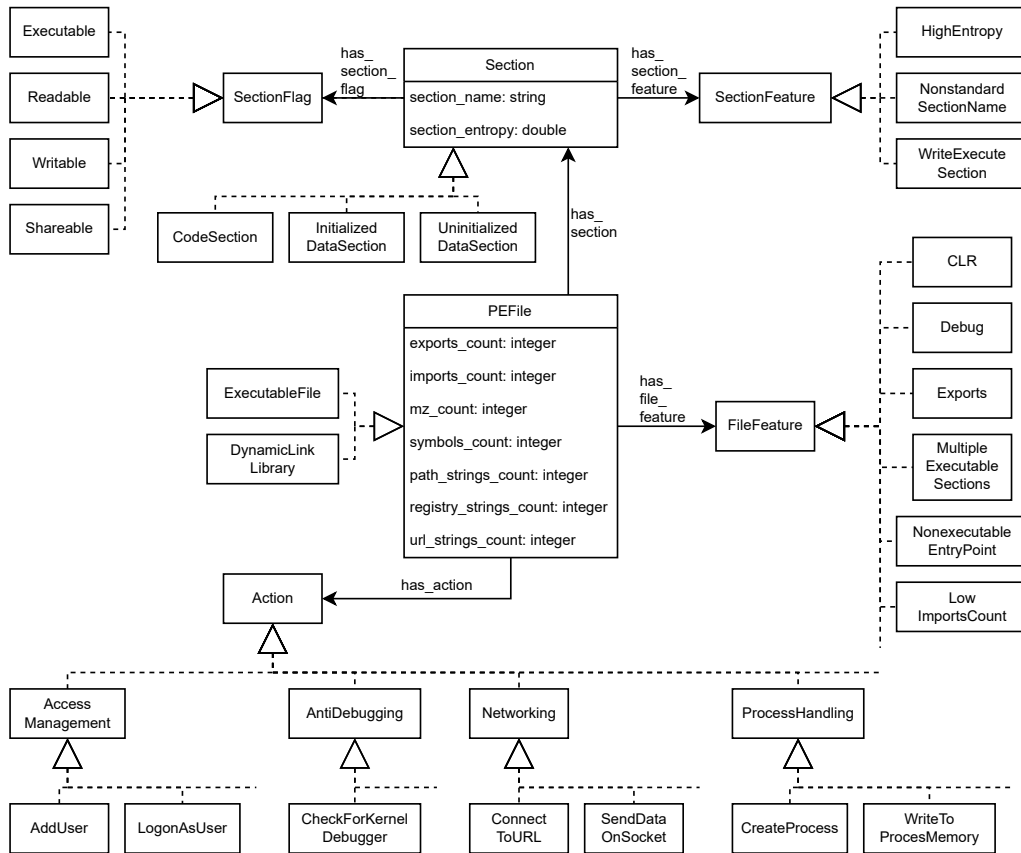 Executable
Readable
Writable
Shareable
SectionFlag
has_
section_
flag
Section
section_name: string
section_entropy: double
has_
section_
feature
SectionFeature
HighEntropy
Nonstandard
SectionName
WriteExecute
Section
CodeSection
Initialized
DataSection
Uninitialized
DataSection
has_
section
PEFile
exports_count: integer
imports_count: integer
mz_count: integer
symbols_count: integer
path_strings_count: integer
registry_strings_count: integer
url_strings_count: integer
ExecutableFile
DynamicLink
Library
has_
file_
feature
FileFeature
CLR
Debug
Exports
Multiple
Executable
Sections
Nonexecutable
EntryPoint
Low
ImportsCount
has_action
Action
Access
Management
AntiDebugging
Networking
ProcessHandling
AddUser
LogonAsUser
CheckForKernel
Debugger
Connect
ToURL
SendData
OnSocket
CreateProcess
WriteTo
ProcesMemory